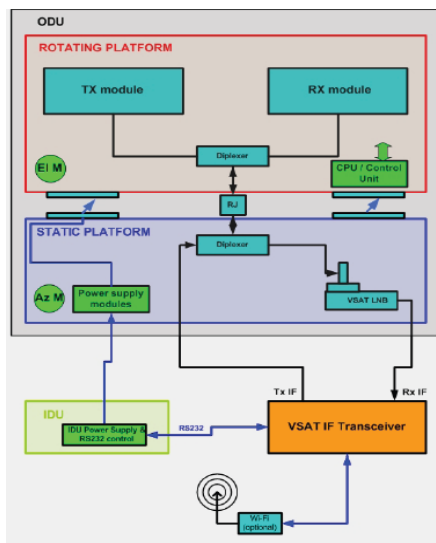 ODU
ROTATING PLATFORM
TX module
RX module
Diplexer
El M
CPU / Control
Unit
RJ
STATIC PLATFORM
Diplexer
Az M
Power supply
modules
VBAT LNB
Tx IF
Rx IF
IDU
IDU Power Supply &
RS232 control
RS232
VSAT IF Transceiver
Wi-Fi
(optional)